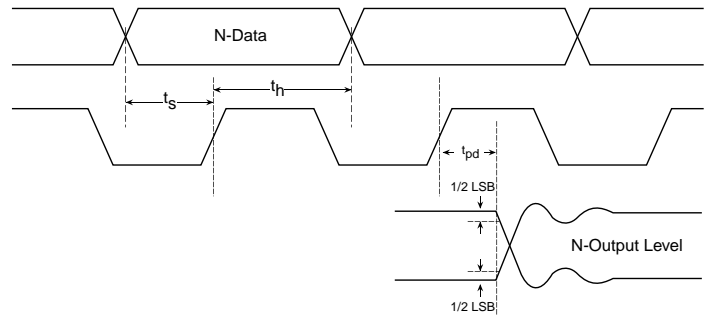 N-Data
ts
th
tpd
1/2 LSB
N-Output Level
1/2 LSB